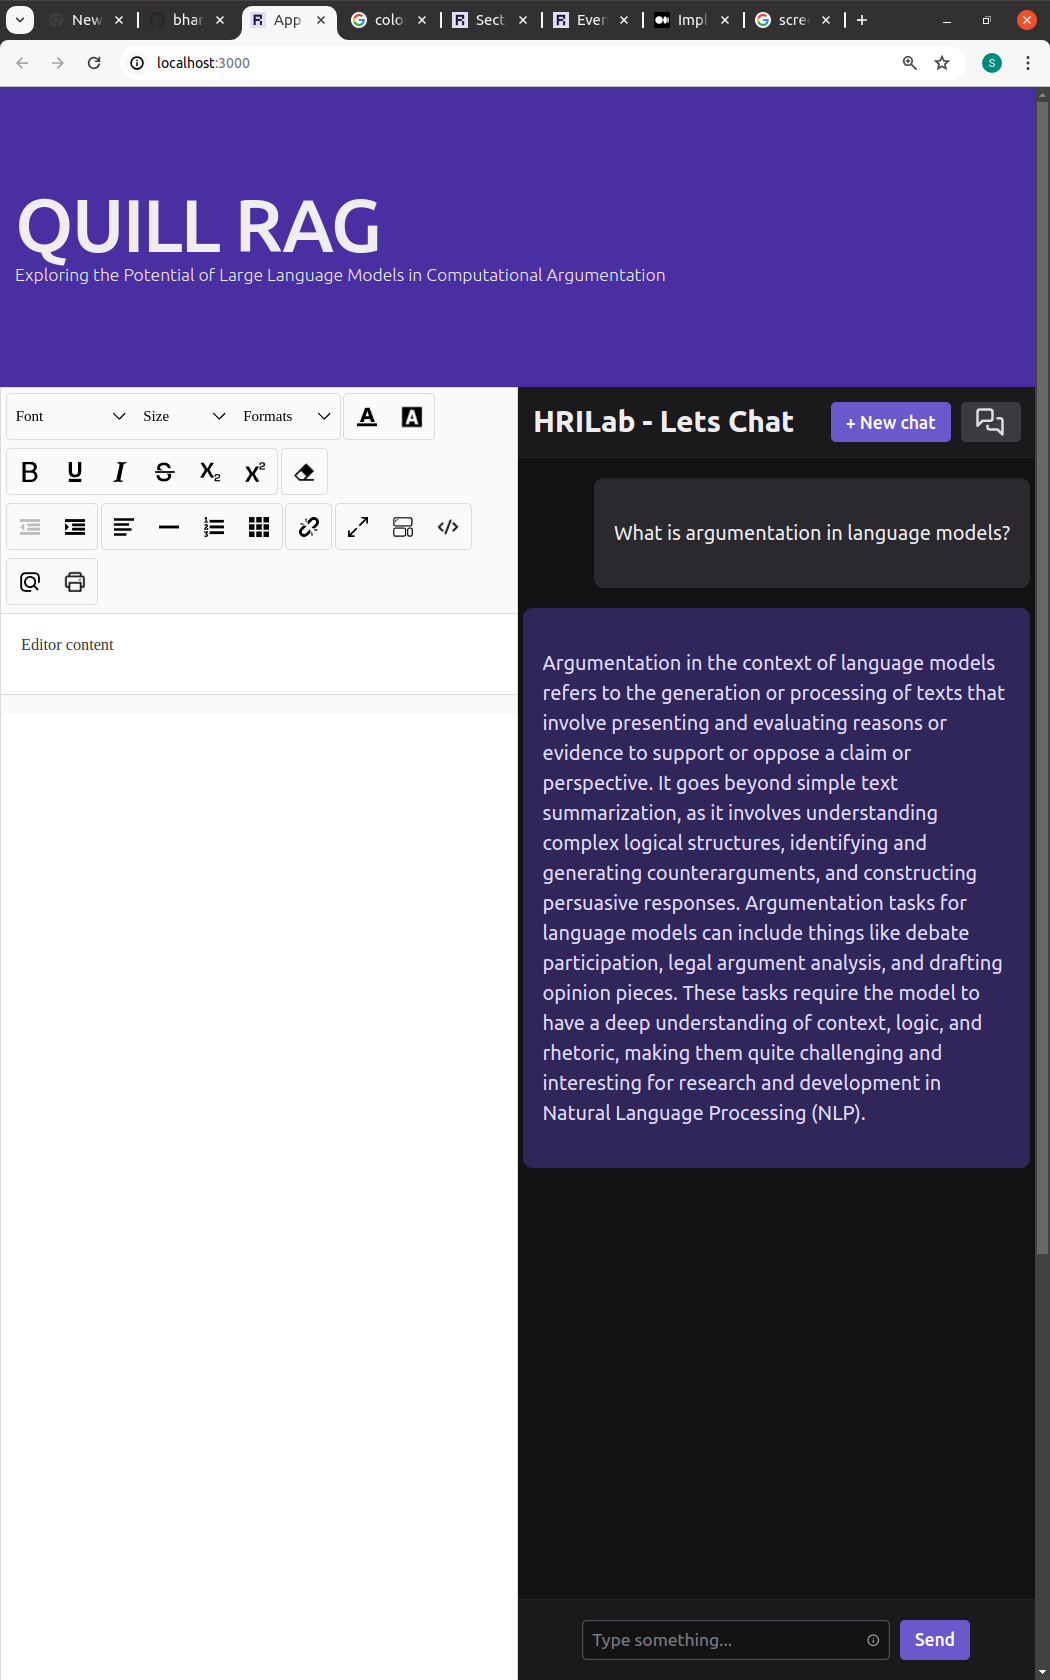 New
bhar
App
colo
Sect
Even
Impl
scre
localhost:3000
S
QUILL RAG
Exploring the Potential of Large Language Models in Computational Argumentation
Font
Size
Formats
Editor content
HRILab - Lets Chat
+ New chat
What is argumentation in language models?
Argumentation in the context of language models
refers to the generation or processing of texts that
involve presenting and evaluating reasons or
evidence to support or oppose a claim or
perspective. It goes beyond simple text
summarization, as it involves understanding
complex logical structures, identifying and
generating counterarguments, and constructing
persuasive responses. Argumentation tasks for
language models can include things like debate
participation, legal argument analysis, and drafting
opinion pieces. These tasks require the model to
have a deep understanding of context, logic, and
rhetoric, making them quite challenging and
interesting for research and development in
Natural Language Processing (NLP).
Type something...
Send